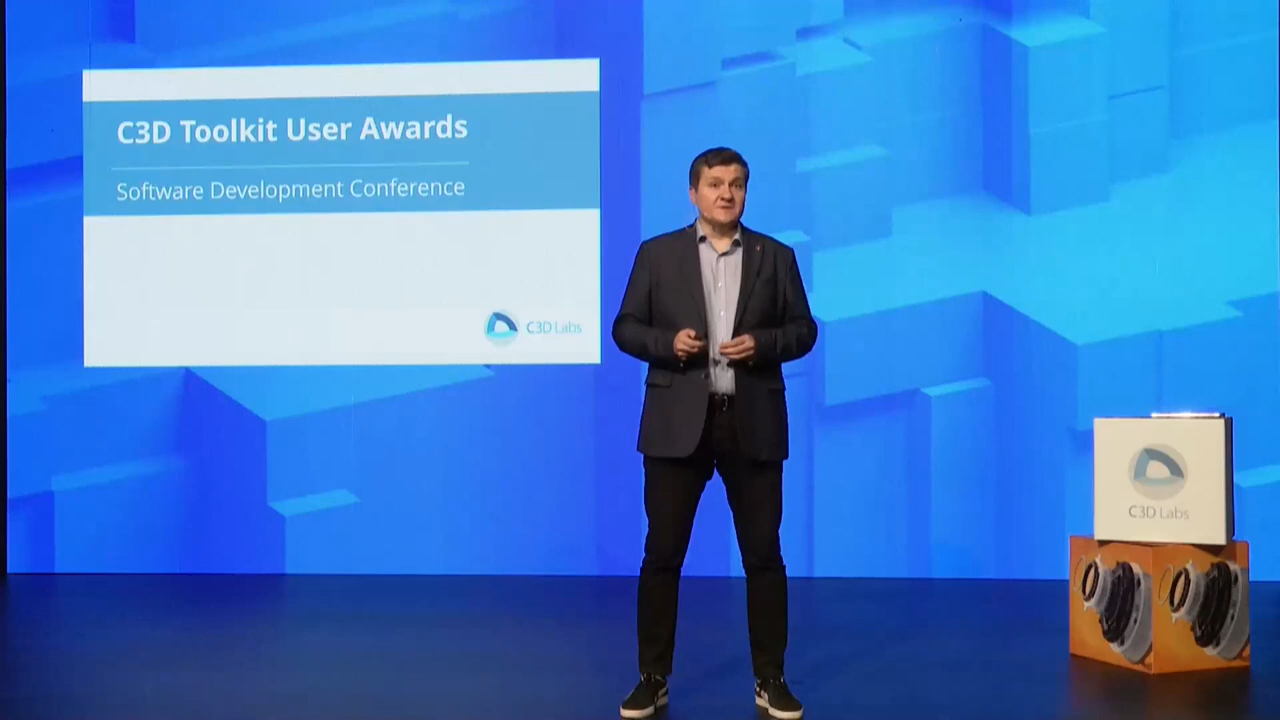 C3D Toolkit User Awards
Software Development Conference
C3D Labs
C3D Labs